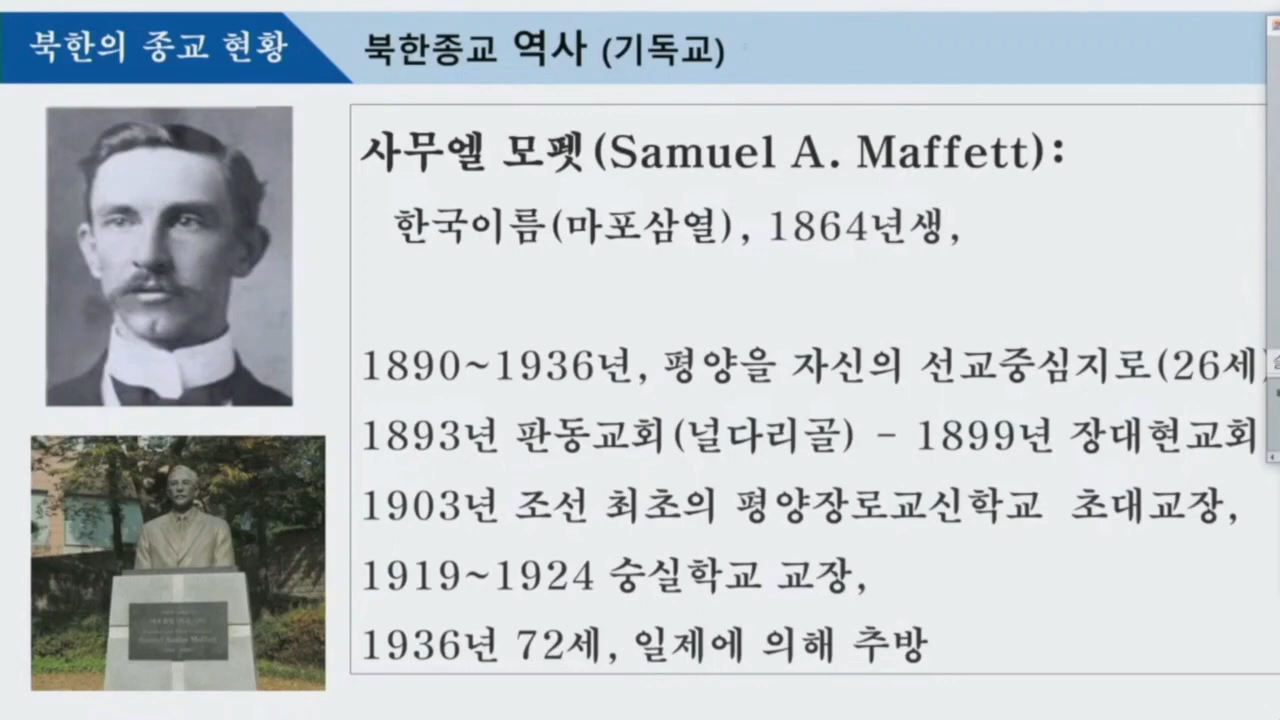 북한의 종교 현황
북한종교 역사 (기독교)
사무엘 모펫(Samuel A. Maffett):
한국이름(마포삼열), 1864년생,
1890~1936년, 평양을 자신의 선교중심지로(26세)
1893년 판동교회(널다리골) - 1899년 장대현교회
1903년 조선 최초의 평양장로교신학교 초대교장,
1919~1924 숭실학교 교장,
1936년 72세, 일제에 의해 추방
Samuel Austin Moffett